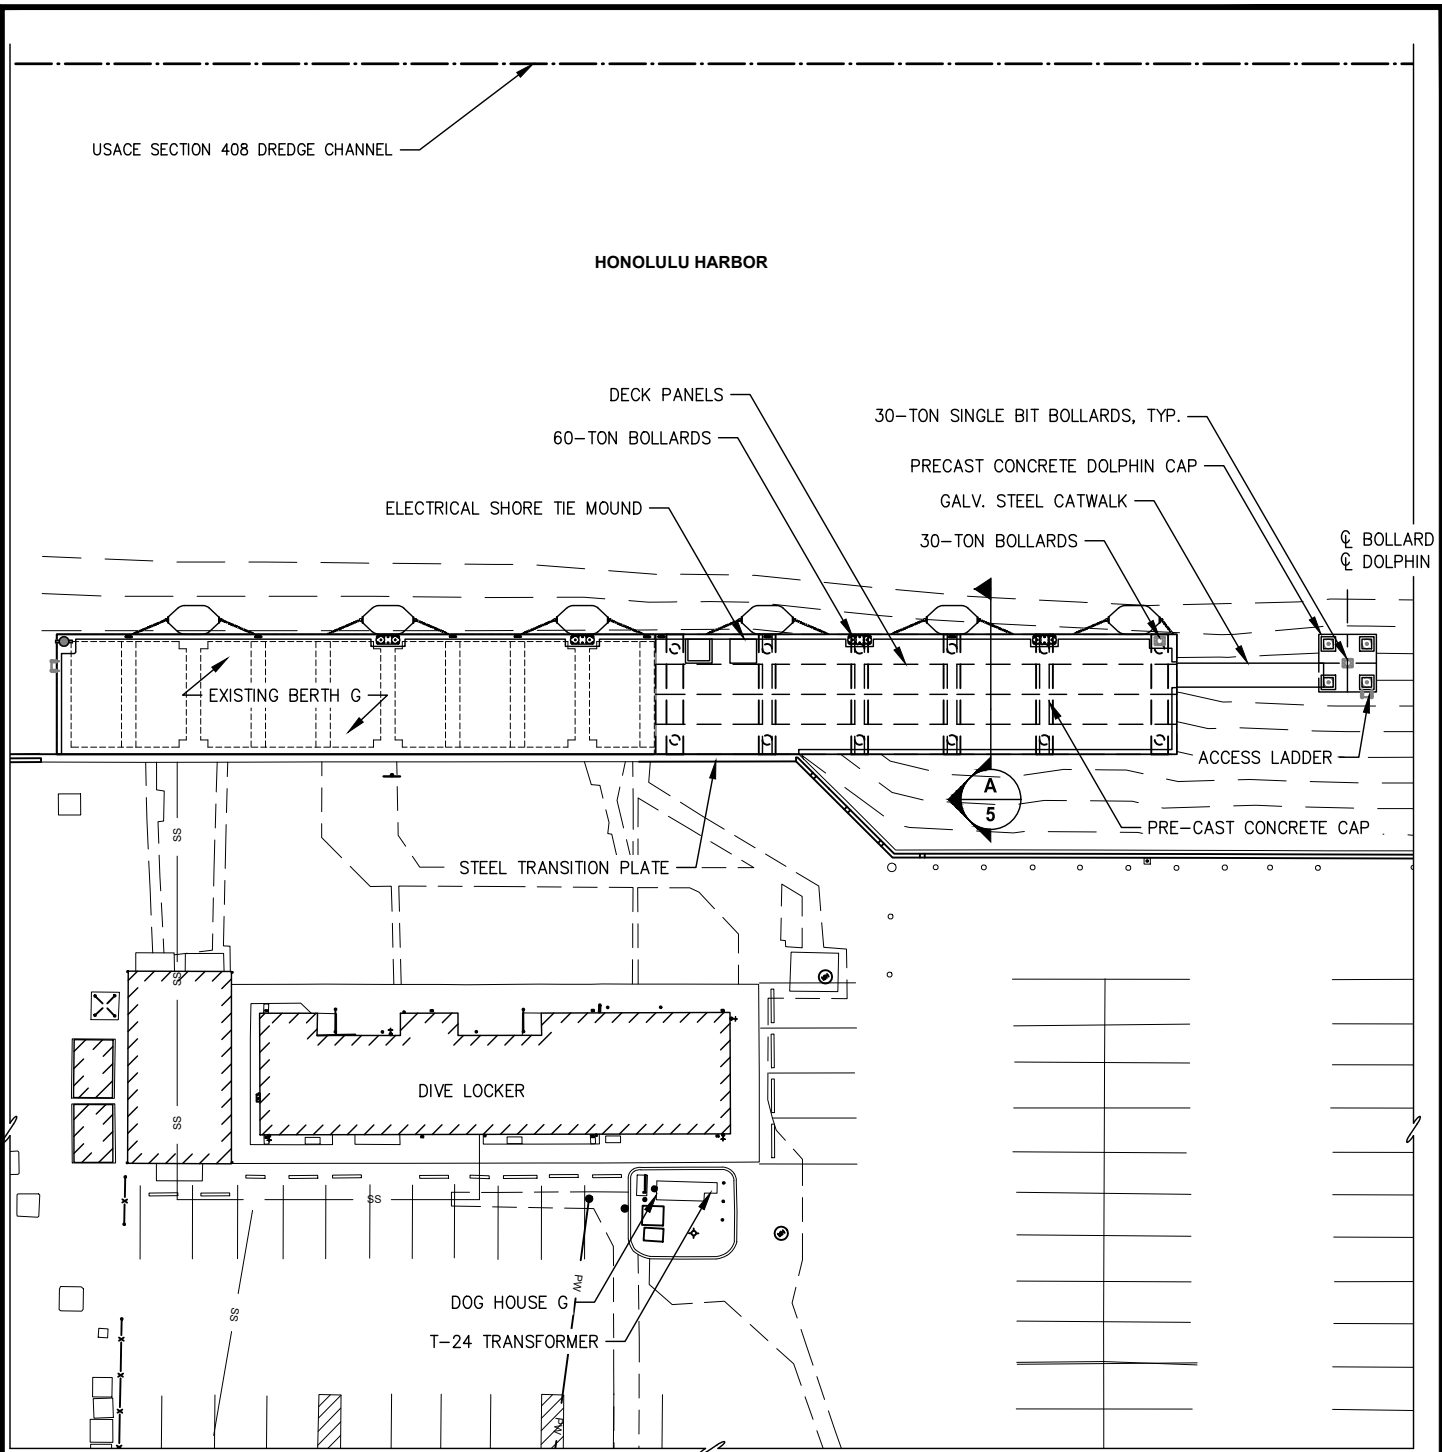 USACE SECTION 408 DREDGE CHANNEL
HONOLULU HARBOR
DECK PANELS
60-TON BOLLARDS
ELECTRICAL SHORE TIE MOUND
30-TON SINGLE BIT BOLLARDS, TYP.
PRECAST CONCRETE DOLPHIN CAP
GALV. STEEL CATWALK
30-TON BOLLARDS
℄ BOLLARD
℄ DOLPHIN
EXISTING BERTH G
ACCESS LADDER
A
5
PRE-CAST CONCRETE CAP
STEEL TRANSITION PLATE
SS
SS
DIVE LOCKER
SS
SS
SS
PW
DOG HOUSE G
T-24 TRANSFORMER
PW